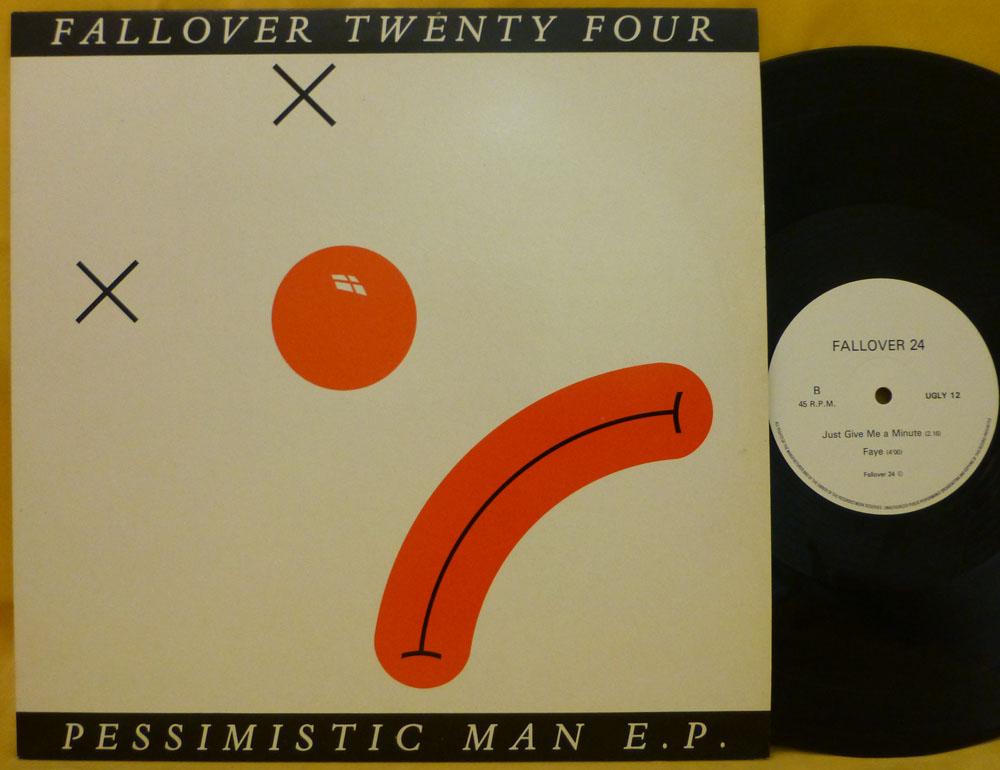 FALLOVER TWENTY FOUR
PESSIMISTIC MAN E.P.
FALLOVER 24
B
45 R.P.M.
UGLY 12
Just Give Me a Minute (2.16)
Faye (4'00)
Fallover 24 ©